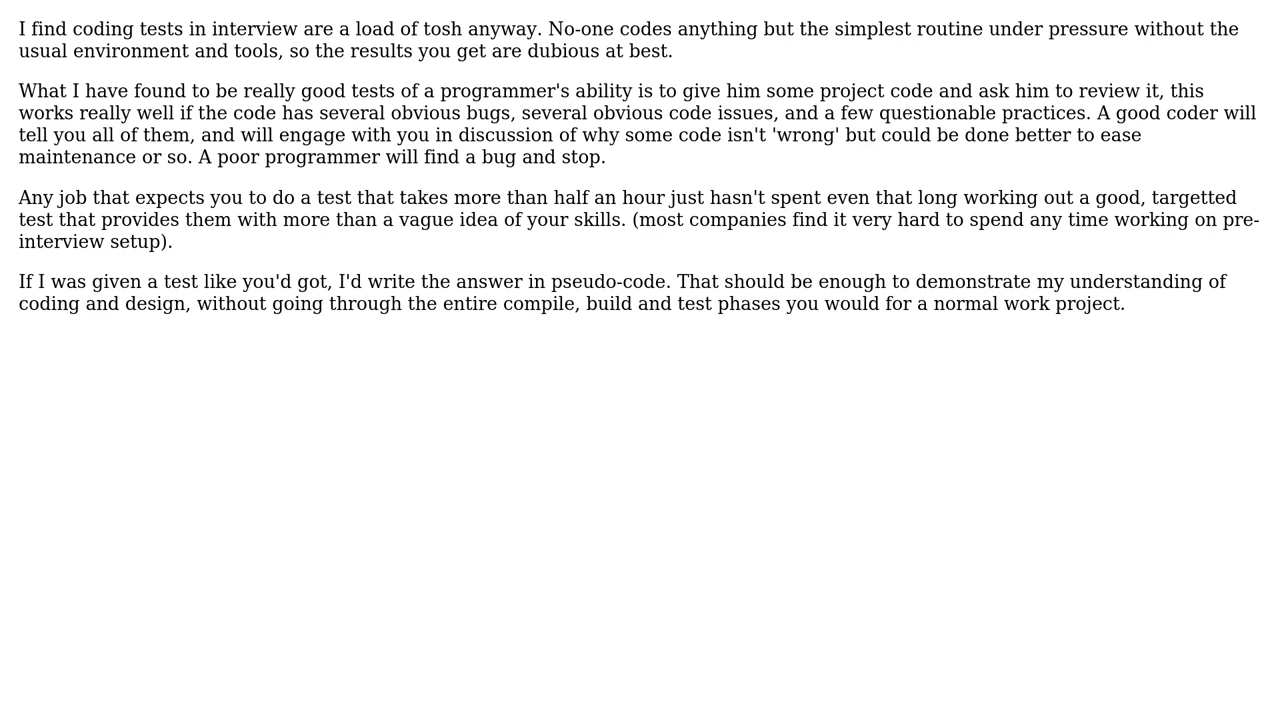 I find coding tests in interview are a load of tosh anyway. No-one codes anything but the simplest routine under pressure without the
usual environment and tools, so the results you get are dubious at best.
What I have found to be really good tests of a programmer's ability is to give him some project code and ask him to review it, this
works really well if the code has several obvious bugs, several obvious code issues, and a few questionable practices. A good coder will
tell you all of them, and will engage with you in discussion of why some code isn't 'wrong' but could be done better to ease
maintenance or so. A poor programmer will find a bug and stop.
Any job that expects you to do a test that takes more than half an hour just hasn't spent even that long working out a good, targetted
test that provides them with more than a vague idea of your skills. (most companies find it very hard to spend any time working on pre-
interview setup).
If I was given a test like you'd got, I'd write the answer in pseudo-code. That should be enough to demonstrate my understanding of
coding and design, without going through the entire compile, build and test phases you would for a normal work project.